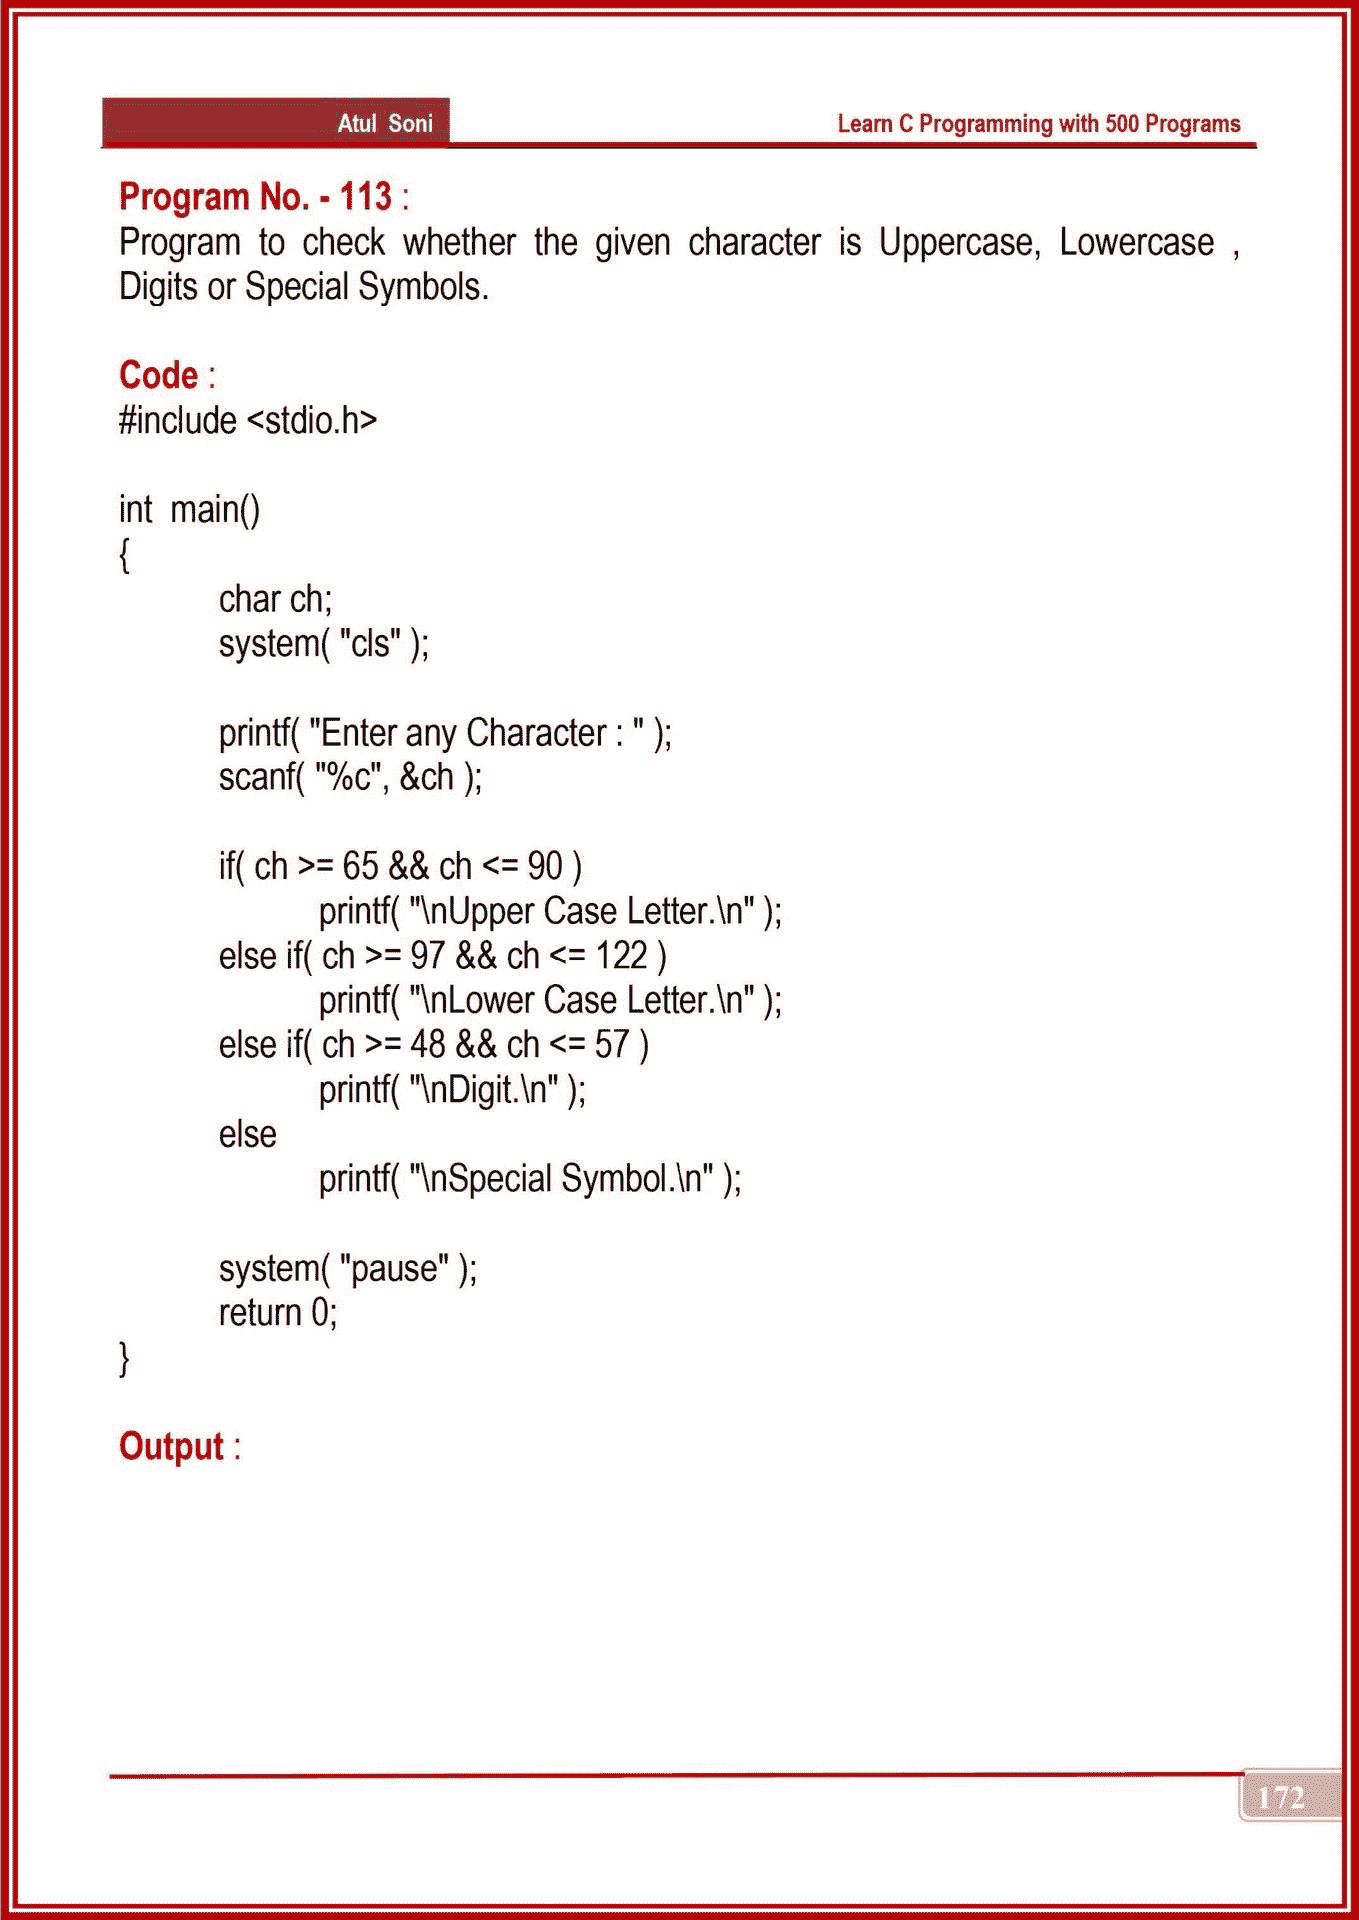 Atul Soni
Learn C Programming with 500 Programs
Program No. - 113 :
Program to check whether the given character is Uppercase, Lowercase ,
Digits or Special Symbols.
Code :
#include <stdio.h>
int main()
{
char ch;
system( "cls" );
printf( "Enter any Character : " );
scanf( "%c", &ch );
if( ch >= 65 && ch <= 90 )
printf( "\nUpper Case Letter.\n" );
else if( ch >= 97 && ch <= 122 )
printf( "\nLower Case Letter.\n" );
else if( ch >= 48 && ch <= 57 )
printf( "\nDigit.\n" );
else
printf( "\nSpecial Symbol.\n" );
system( "pause" );
return 0;
}
Output :
172